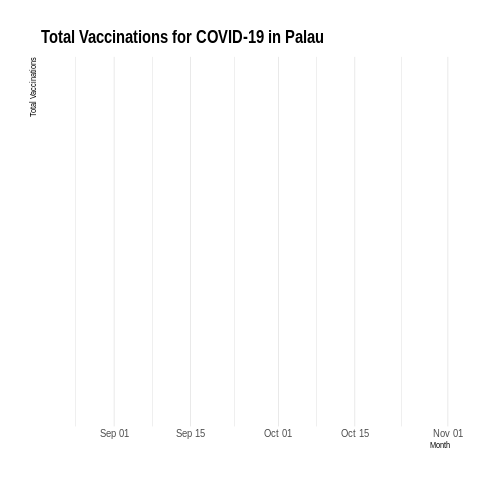 Total Vaccinations for COVID-19 in Palau
Total Vaccinations
Sep 01
Sep 15
Oct 01
Oct 15
Nov 01
Month